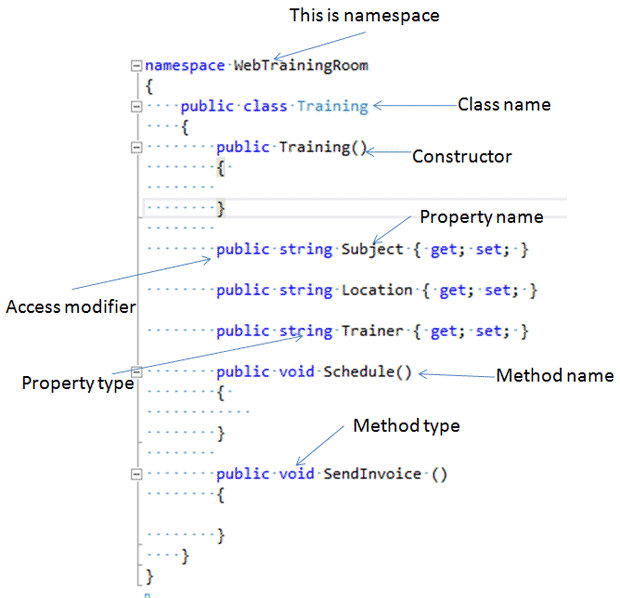 This is namespace
namespace WebTrainingRoom
{
public class Training
Class name
{
public Training()
Constructor
{
}
Property name
public string Subject { get; set; }
public string Location { get; set; }
Access modifier
public string Trainer { get; set; }
Property type
public void Schedule()
Method name
{
}
Method type
public void SendInvoice ()
{
}
}
}